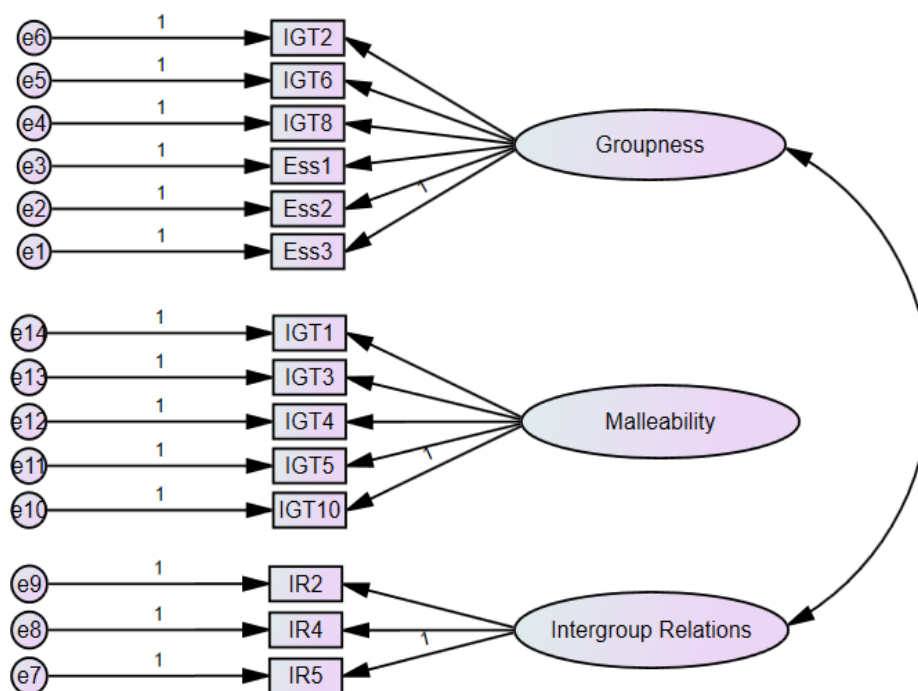 e6 1 IGT2
e5 1 IGT6
e4 1 IGT8
e3 1 Ess1
e2 1 Ess2
e1 1 Ess3
1
Groupness
e14 1 IGT1
e13 1 IGT3
e12 1 IGT4
e11 1 IGT5
e10 1 IGT10
1
Malleability
e9 1 IR2
e8 1 IR4
e7 1 IR5
1
Intergroup Relations